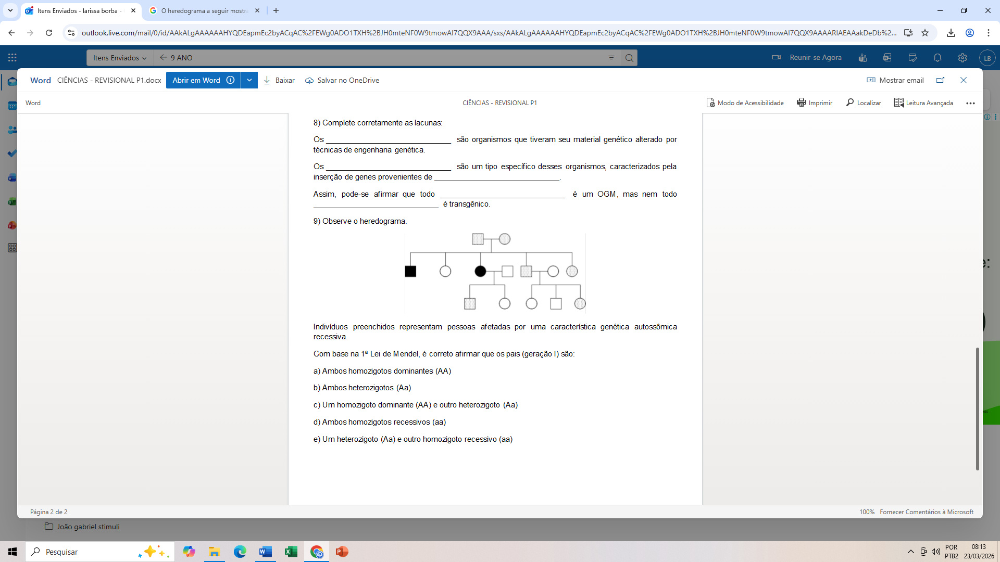 Itens Enviados - larissa borba -
O heredograma a seguir mostra
outlook.live.com/mail/0/id/AAkALgAAAAAAHYQDEapmEc2byACqAC%2FEWg0ADO1TXH%2BJH0mteNF0W9tmowAI7QQX9AAA/sxs/AAkALgAAAAAAHYQDEapmEc2byACqAC%2FEWg0ADO1TXH%2BJH0mteNF0W9tmowAI7QQX9AAAARIAEAAakDeDb%2...
Itens Enviados
9 ANO
Reunir-se Agora
LB
Word
CIÊNCIAS - REVISIONAL P1.docx
Abrir em Word
Baixar
Salvar no OneDrive
Mostrar email
Word
CIÊNCIAS - REVISIONAL P1
Modo de Acessibilidade
Imprimir
Localizar
Leitura Avançada
8) Complete corretamente as lacunas:
Os ____________________________ são organismos que tiveram seu material genético alterado por
técnicas de engenharia genética.
Os ____________________________ são um tipo específico desses organismos, caracterizados pela
inserção de genes provenientes de ____________________________.
Assim, pode-se afirmar que todo ____________________________ é um OGM, mas nem todo
____________________________ é transgênico.
9) Observe o heredograma.
Indivíduos preenchidos representam pessoas afetadas por uma característica genética autossômica
recessiva.
Com base na 1ª Lei de Mendel, é correto afirmar que os pais (geração I) são:
a) Ambos homozigotos dominantes (AA)
b) Ambos heterozigotos (Aa)
c) Um homozigoto dominante (AA) e outro heterozigoto (Aa)
d) Ambos homozigotos recessivos (aa)
e) Um heterozigoto (Aa) e outro homozigoto recessivo (aa)
Página 2 de 2
100%
Fornecer Comentários à Microsoft
João gabriel stimuli
Pesquisar
POR
PTB2
08:13
23/03/2026